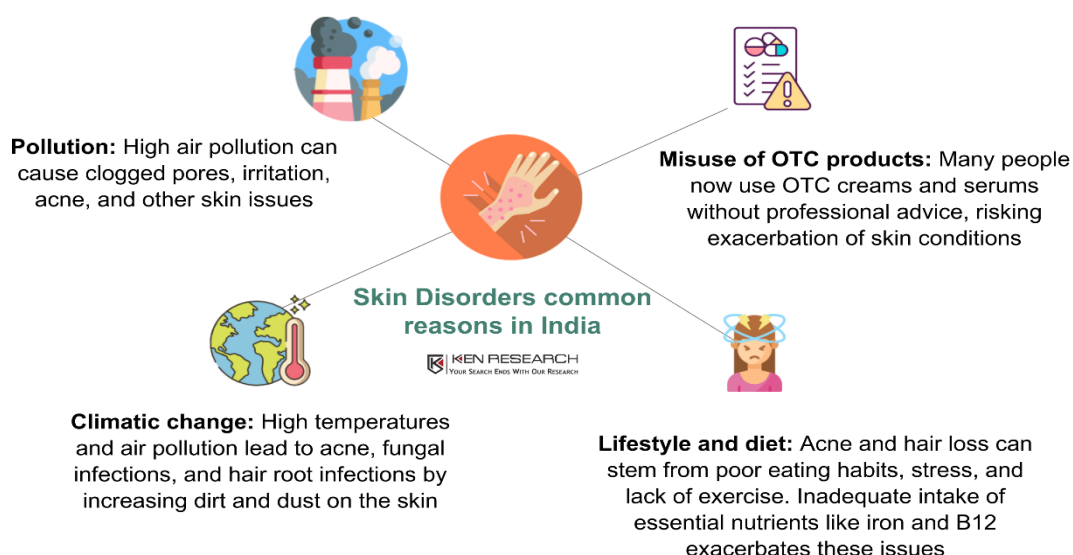 Pollution: High air pollution can
cause clogged pores, irritation,
acne, and other skin issues
Misuse of OTC products: Many people
now use OTC creams and serums
without professional advice, risking
exacerbation of skin conditions
Skin Disorders common
reasons in India
KEN RESEARCH
YOUR SEARCH ENDS WITH OUR RESEARCH
Climatic change: High temperatures
and air pollution lead to acne, fungal
infections, and hair root infections by
increasing dirt and dust on the skin
Lifestyle and diet: Acne and hair loss can
stem from poor eating habits, stress, and
lack of exercise. Inadequate intake of
essential nutrients like iron and B12
exacerbates these issues